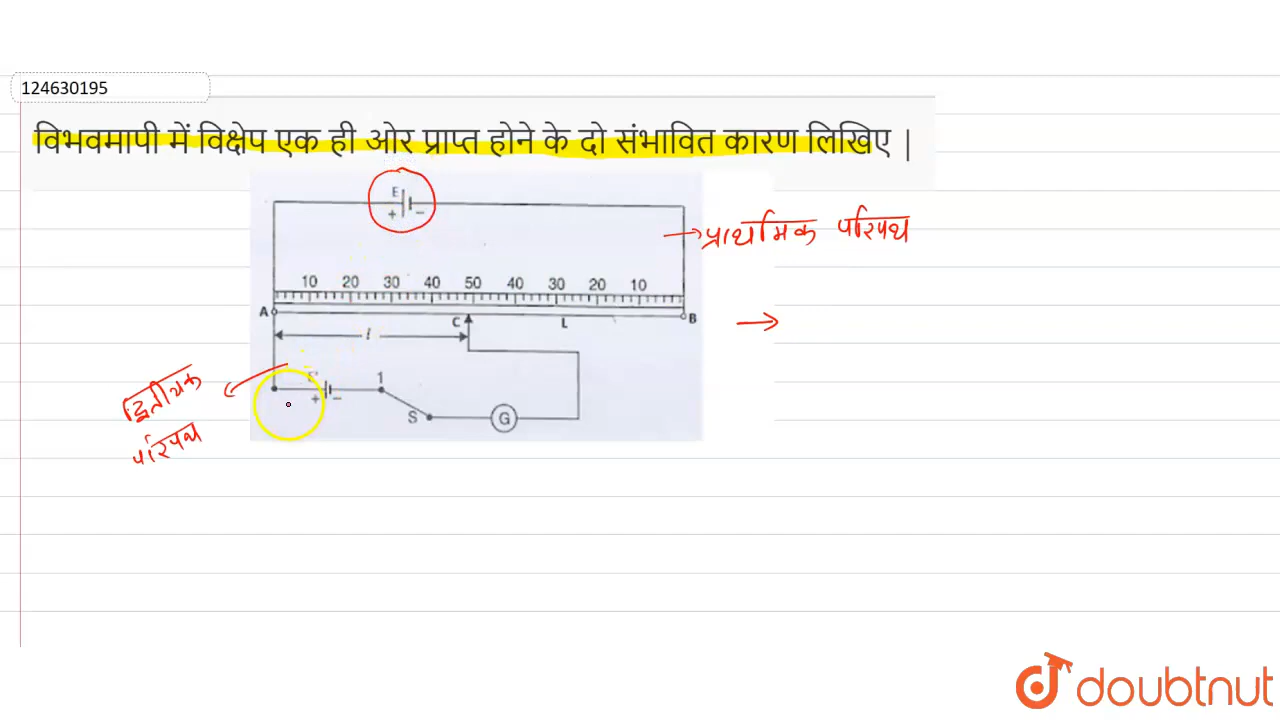 124630195
विभवमापी में विक्षेप एक ही ओर प्राप्त होने के दो संभावित कारण लिखिए |
E
+ −
प्राथमिक परिपथ
10 20 30 40 50 40 30 20 10
A C L B
l
द्वितीयक
परिपथ
E' 1
+ −
S G
doubtnut